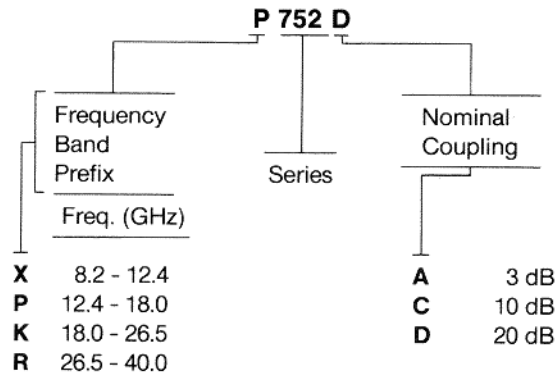 P 752 D
Frequency
Band
Prefix
Freq. (GHz)
Series
Nominal
Coupling
X 8.2 - 12.4
P 12.4 - 18.0
K 18.0 - 26.5
R 26.5 - 40.0
A 3 dB
C 10 dB
D 20 dB